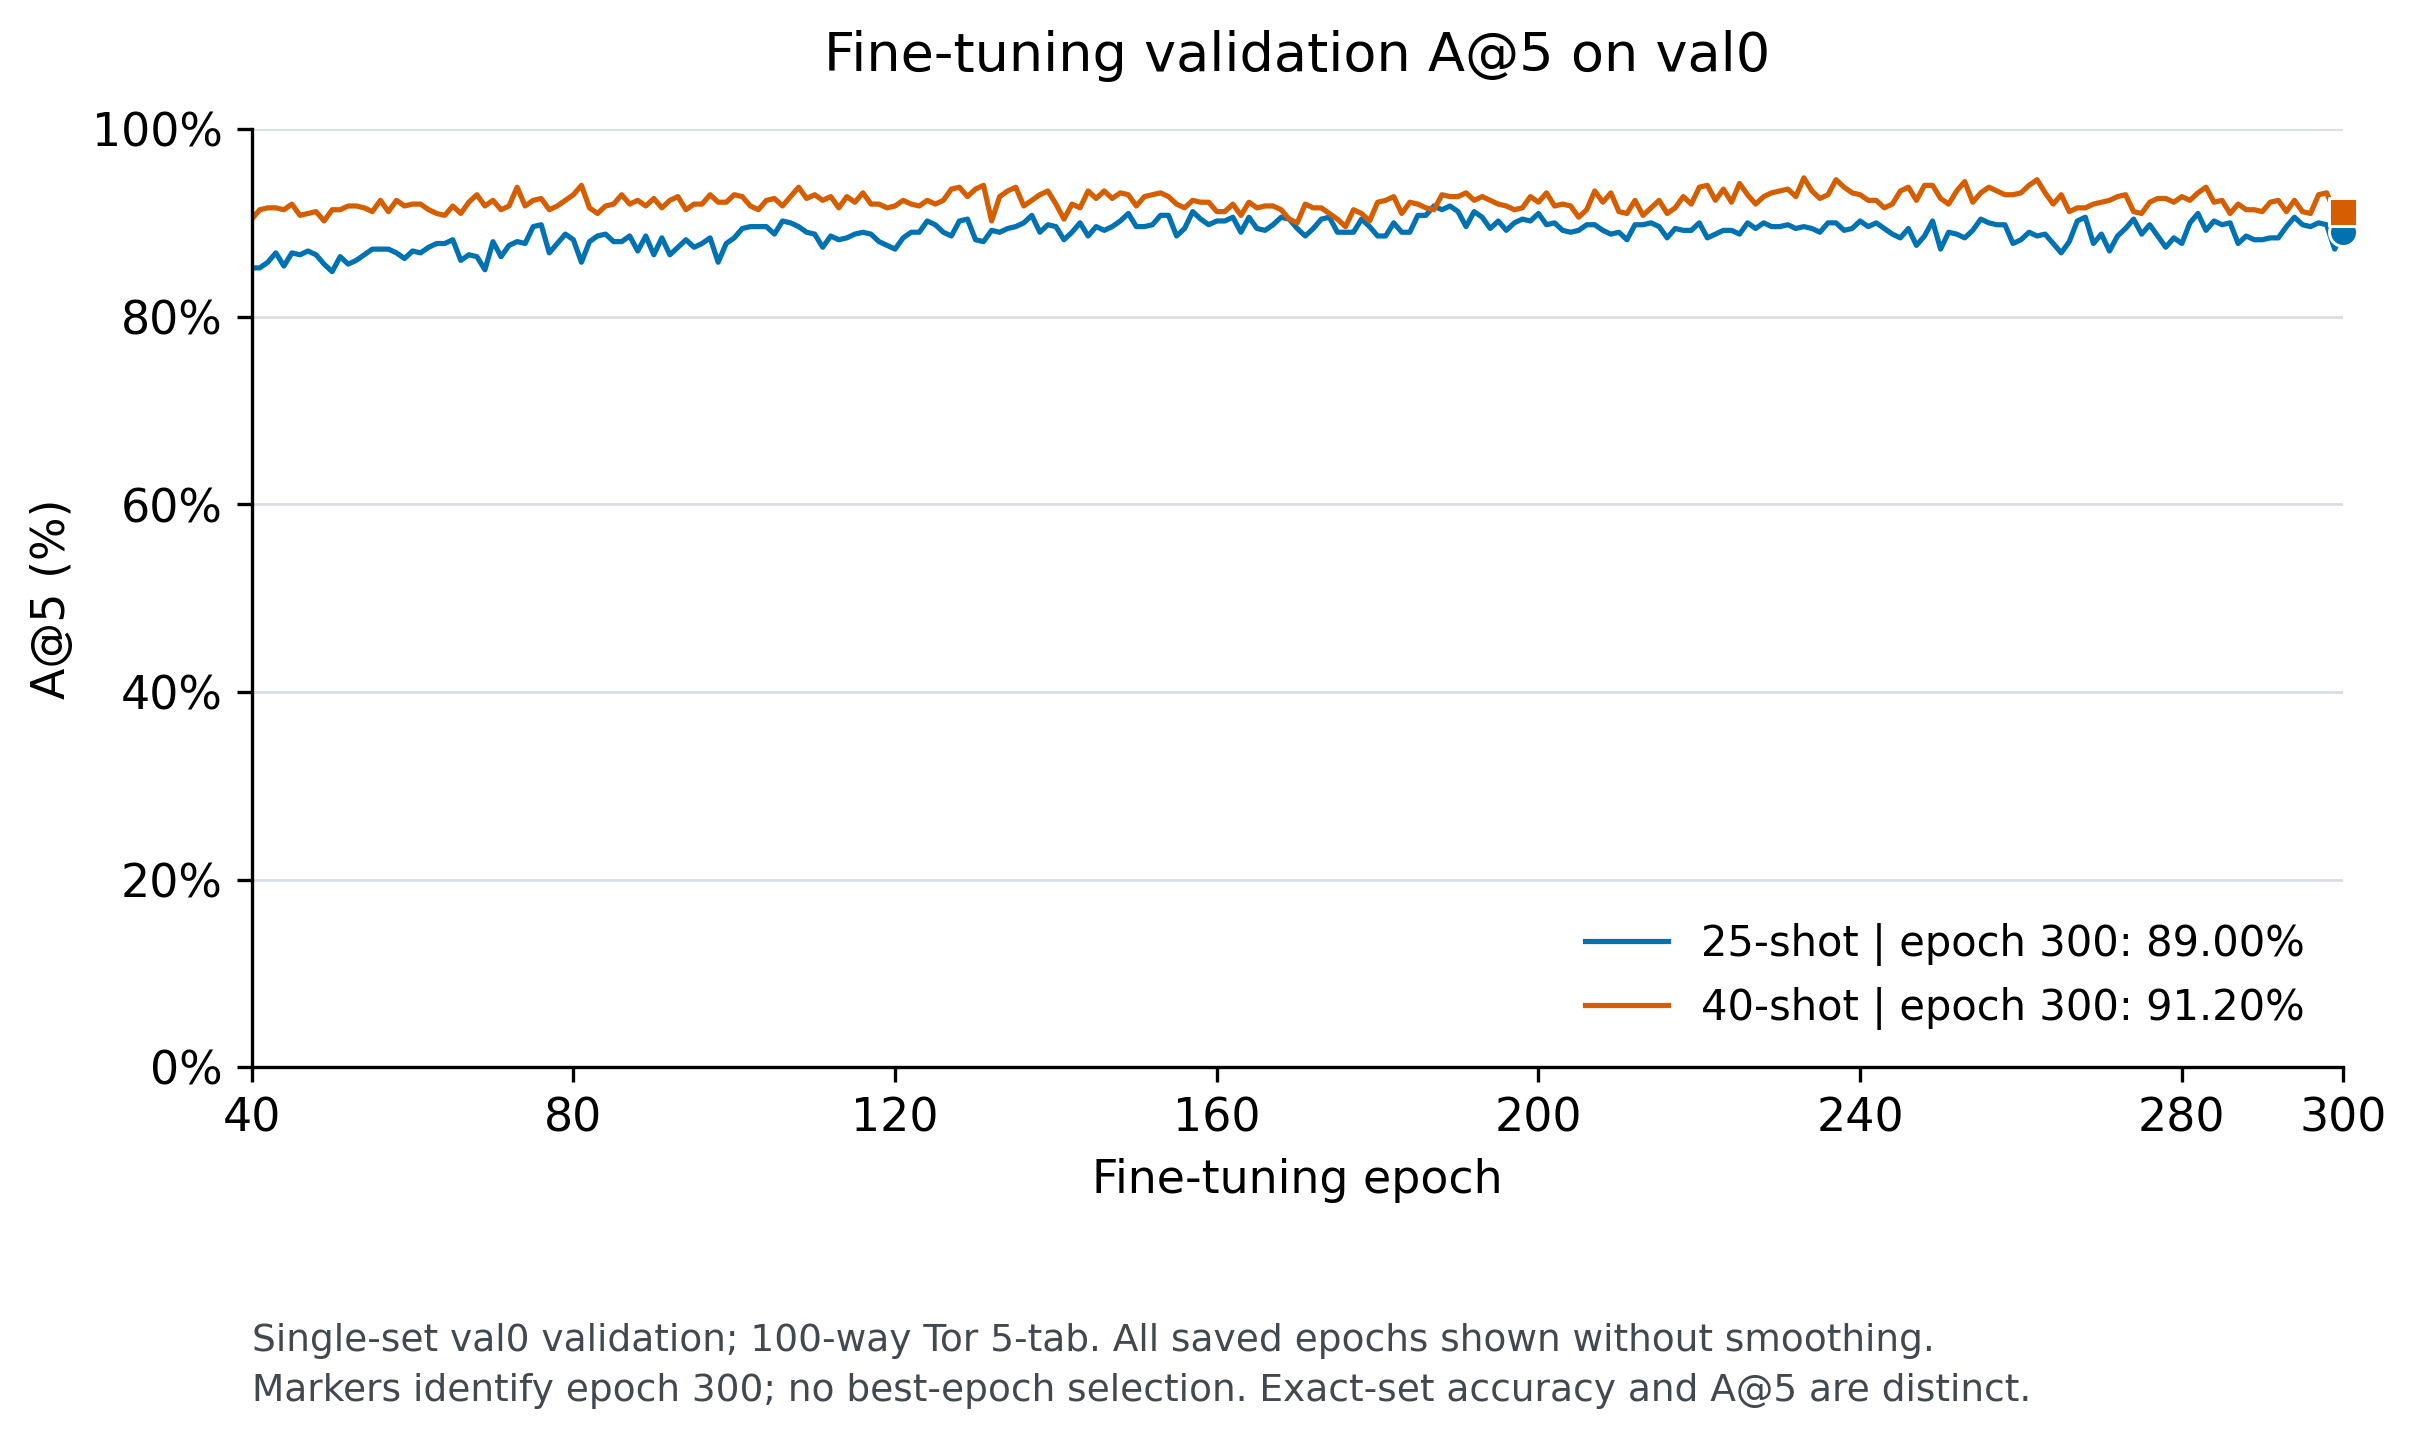 Fine-tuning validation A@5 on val0
100%
80%
60%
40%
20%
0%
A@5 (%)
25-shot | epoch 300: 89.00%
40-shot | epoch 300: 91.20%
40 80 120 160 200 240 280 300
Fine-tuning epoch
Single-set val0 validation; 100-way Tor 5-tab. All saved epochs shown without smoothing.
Markers identify epoch 300; no best-epoch selection. Exact-set accuracy and A@5 are distinct.